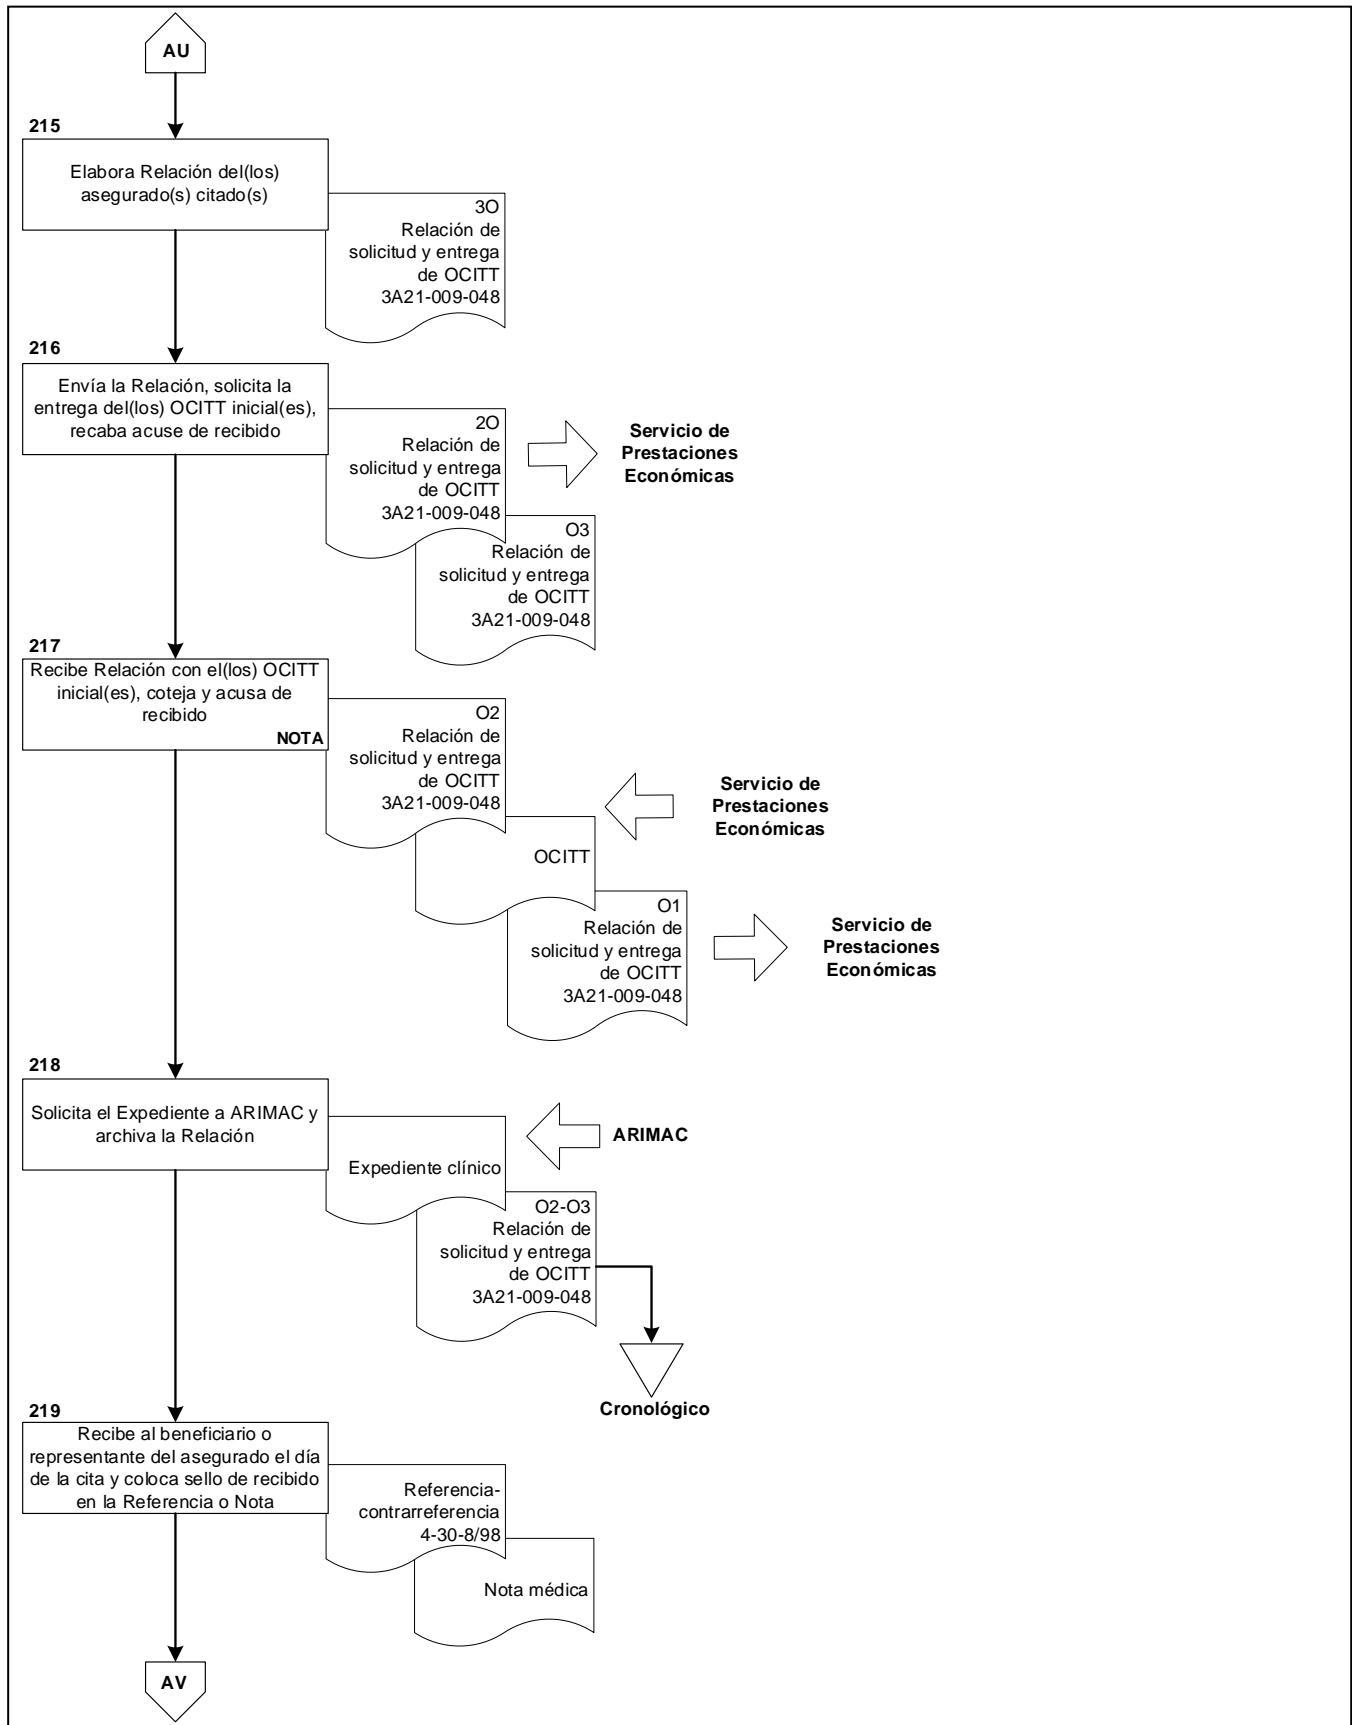 AU
215
Elabora Relación del(los)
asegurado(s) citado(s)
3O
Relación de
solicitud y entrega
de OCITT
3A21-009-048
216
Envía la Relación, solicita la
entrega del(los) OCITT inicial(es),
recaba acuse de recibido
2O
Relación de
solicitud y entrega
de OCITT
3A21-009-048
Servicio de
Prestaciones
Económicas
O3
Relación de
solicitud y entrega
de OCITT
3A21-009-048
217
Recibe Relación con el(los) OCITT
inicial(es), coteja y acusa de
recibido
NOTA
O2
Relación de
solicitud y entrega
de OCITT
3A21-009-048
Servicio de
Prestaciones
Económicas
OCITT
O1
Relación de
solicitud y entrega
de OCITT
3A21-009-048
Servicio de
Prestaciones
Económicas
218
Solicita el Expediente a ARIMAC y
archiva la Relación
Expediente clínico
ARIMAC
O2-O3
Relación de
solicitud y entrega
de OCITT
3A21-009-048
Cronológico
219
Recibe al beneficiario o
representante del asegurado el día
de la cita y coloca sello de recibido
en la Referencia o Nota
Referencia-
contrarreferencia
4-30-8/98
Nota médica
AV